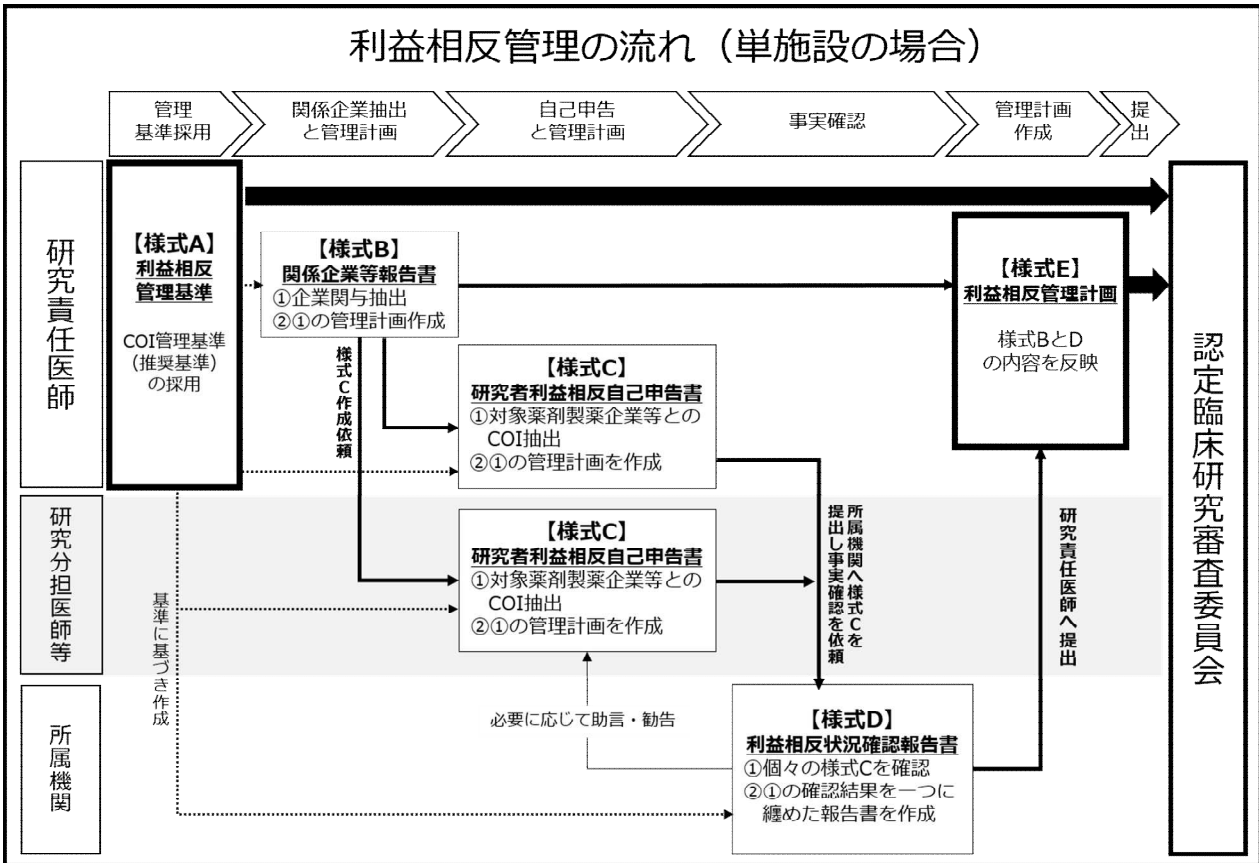 利益相反管理の流れ（単施設の場合）
管理
基準採用
関係企業抽出
と管理計画
自己申告
と管理計画
事実確認
管理計画
作成
提
出
研究責任医師
【様式A】
利益相反
管理基準
COI管理基準
（推奨基準）
の採用
【様式B】
関係企業等報告書
①企業関与抽出
②①の管理計画作成
様式C作成依頼
【様式C】
研究者利益相反自己申告書
①対象薬剤製薬企業等との
COI抽出
②①の管理計画を作成
【様式E】
利益相反管理計画
様式BとD
の内容を反映
認定臨床研究審査委員会
研究分担医師等
基準に基づき作成
【様式C】
研究者利益相反自己申告書
①対象薬剤製薬企業等との
COI抽出
②①の管理計画を作成
所属機関へ様式Cを
提出し事実確認を依頼
研究責任医師へ提出
所属機関
必要に応じて助言・勧告
【様式D】
利益相反状況確認報告書
①個々の様式Cを確認
②①の確認結果を一つに
纏めた報告書を作成